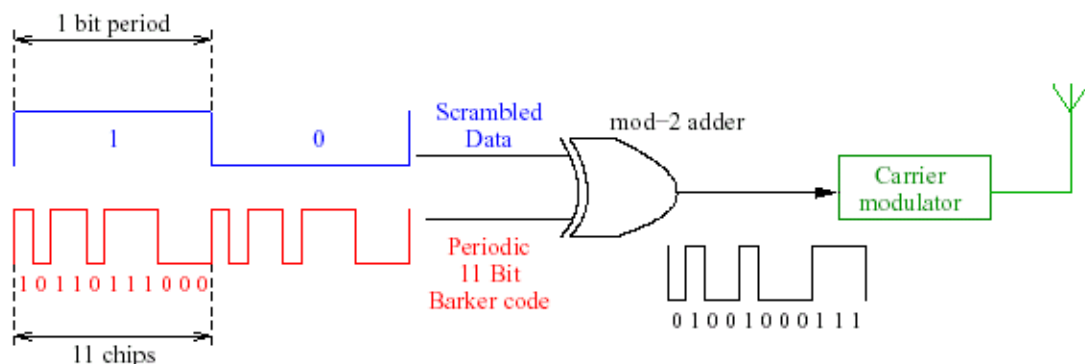 1 bit period
1
0
Scrambled
Data
mod−2 adder
Carrier
modulator
1 0 1 1 0 1 1 1 0 0 0
Periodic
11 Bit
Barker code
0 1 0 0 1 0 0 0 1 1 1
11 chips